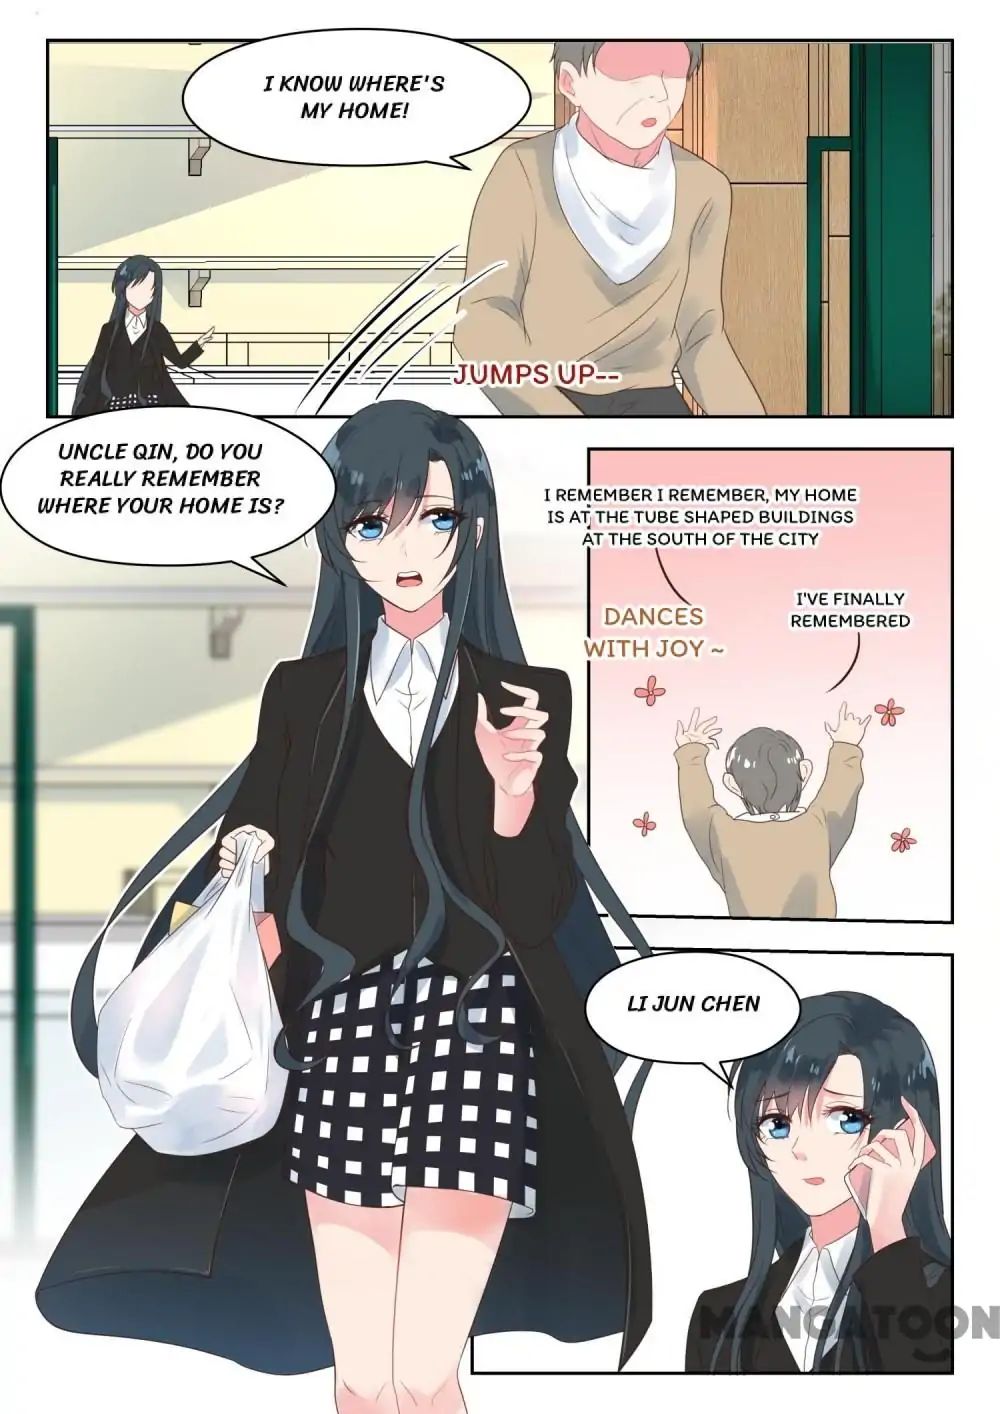 I KNOW WHERE'S
MY HOME!
JUMPS UP--
UNCLE QIN, DO YOU
REALLY REMEMBER
WHERE YOUR HOME IS?
I REMEMBER I REMEMBER, MY HOME
IS AT THE TUBE SHAPED BUILDINGS
AT THE SOUTH OF THE CITY
DANCES
WITH JOY ~
I'VE FINALLY
REMEMBERED
LI JUN CHEN
MANGATOON